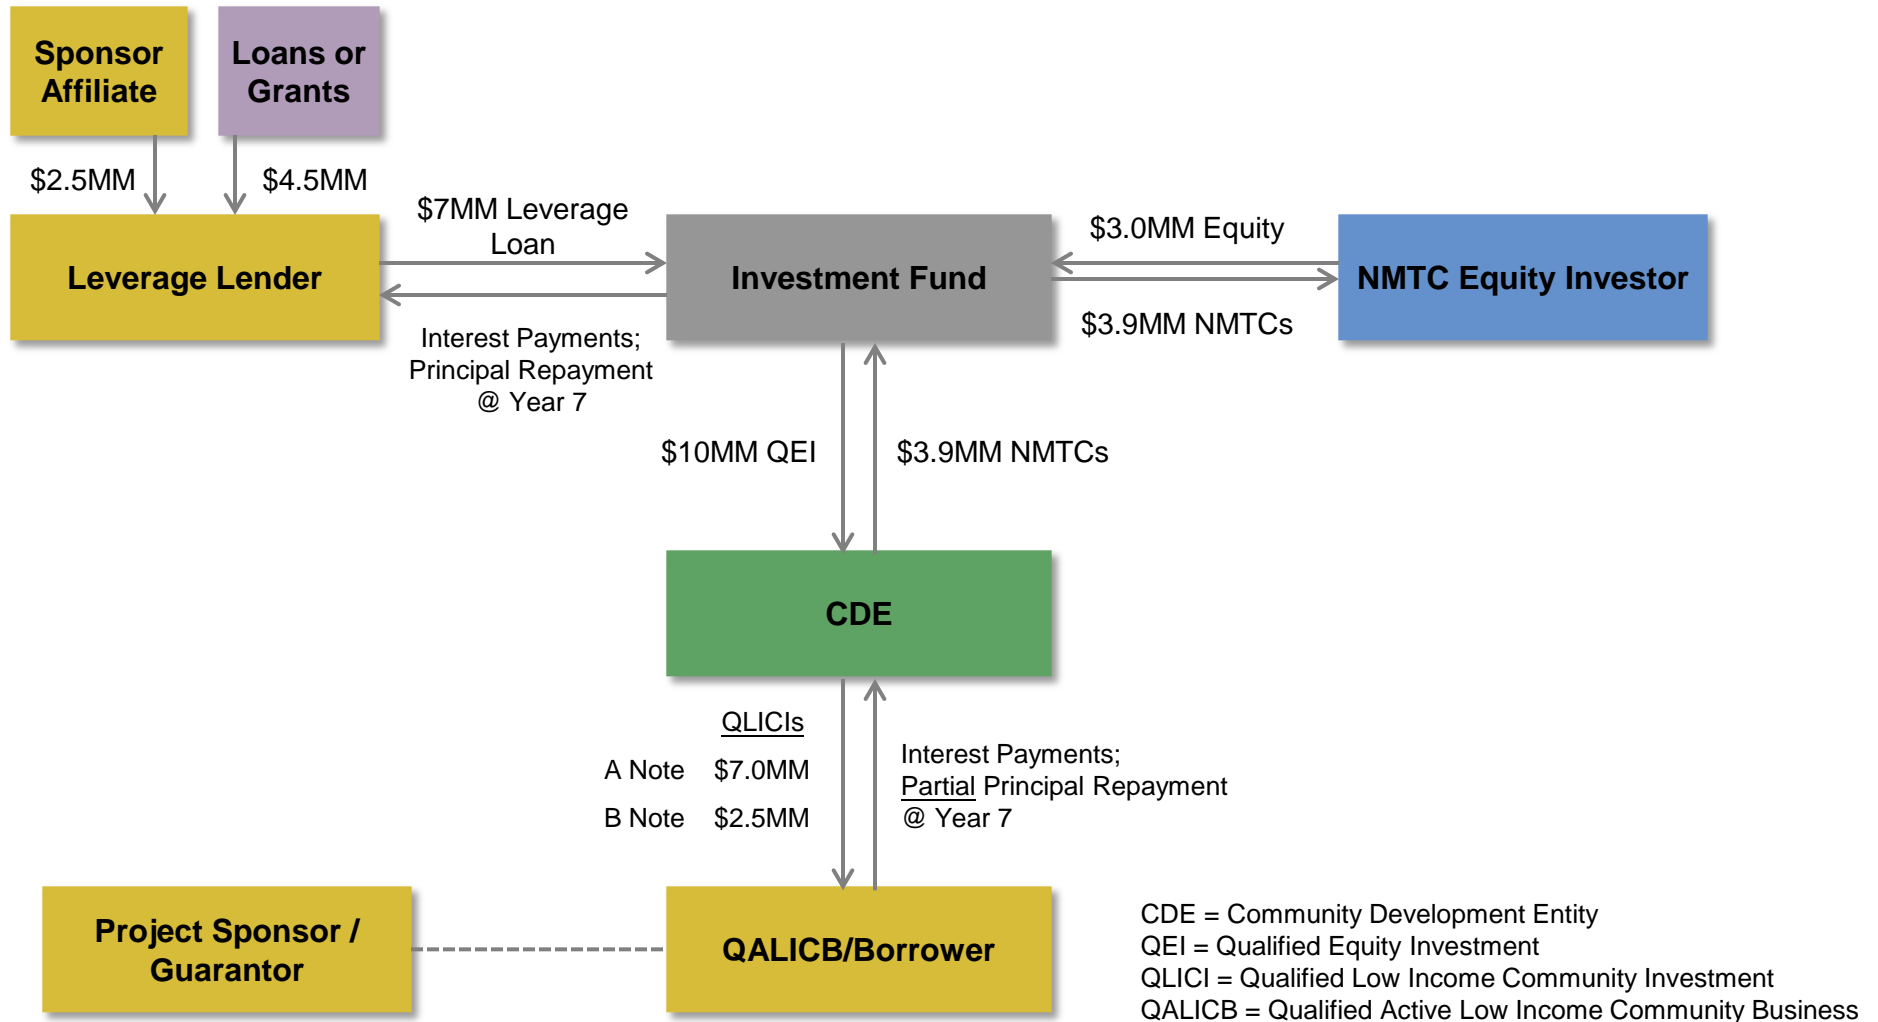 Sponsor
Affiliate
Loans or
Grants
$2.5MM
$4.5MM
Leverage Lender
$7MM Leverage
Loan
Interest Payments;
Principal Repayment
@ Year 7
Investment Fund
$3.0MM Equity
$3.9MM NMTCs
NMTC Equity Investor
$10MM QEI
$3.9MM NMTCs
CDE
QLICIs
A Note $7.0MM
B Note $2.5MM
Interest Payments;
Partial Principal Repayment
@ Year 7
Project Sponsor /
Guarantor
QALICB/Borrower
CDE = Community Development Entity
QEI = Qualified Equity Investment
QLICI = Qualified Low Income Community Investment
QALICB = Qualified Active Low Income Community Business